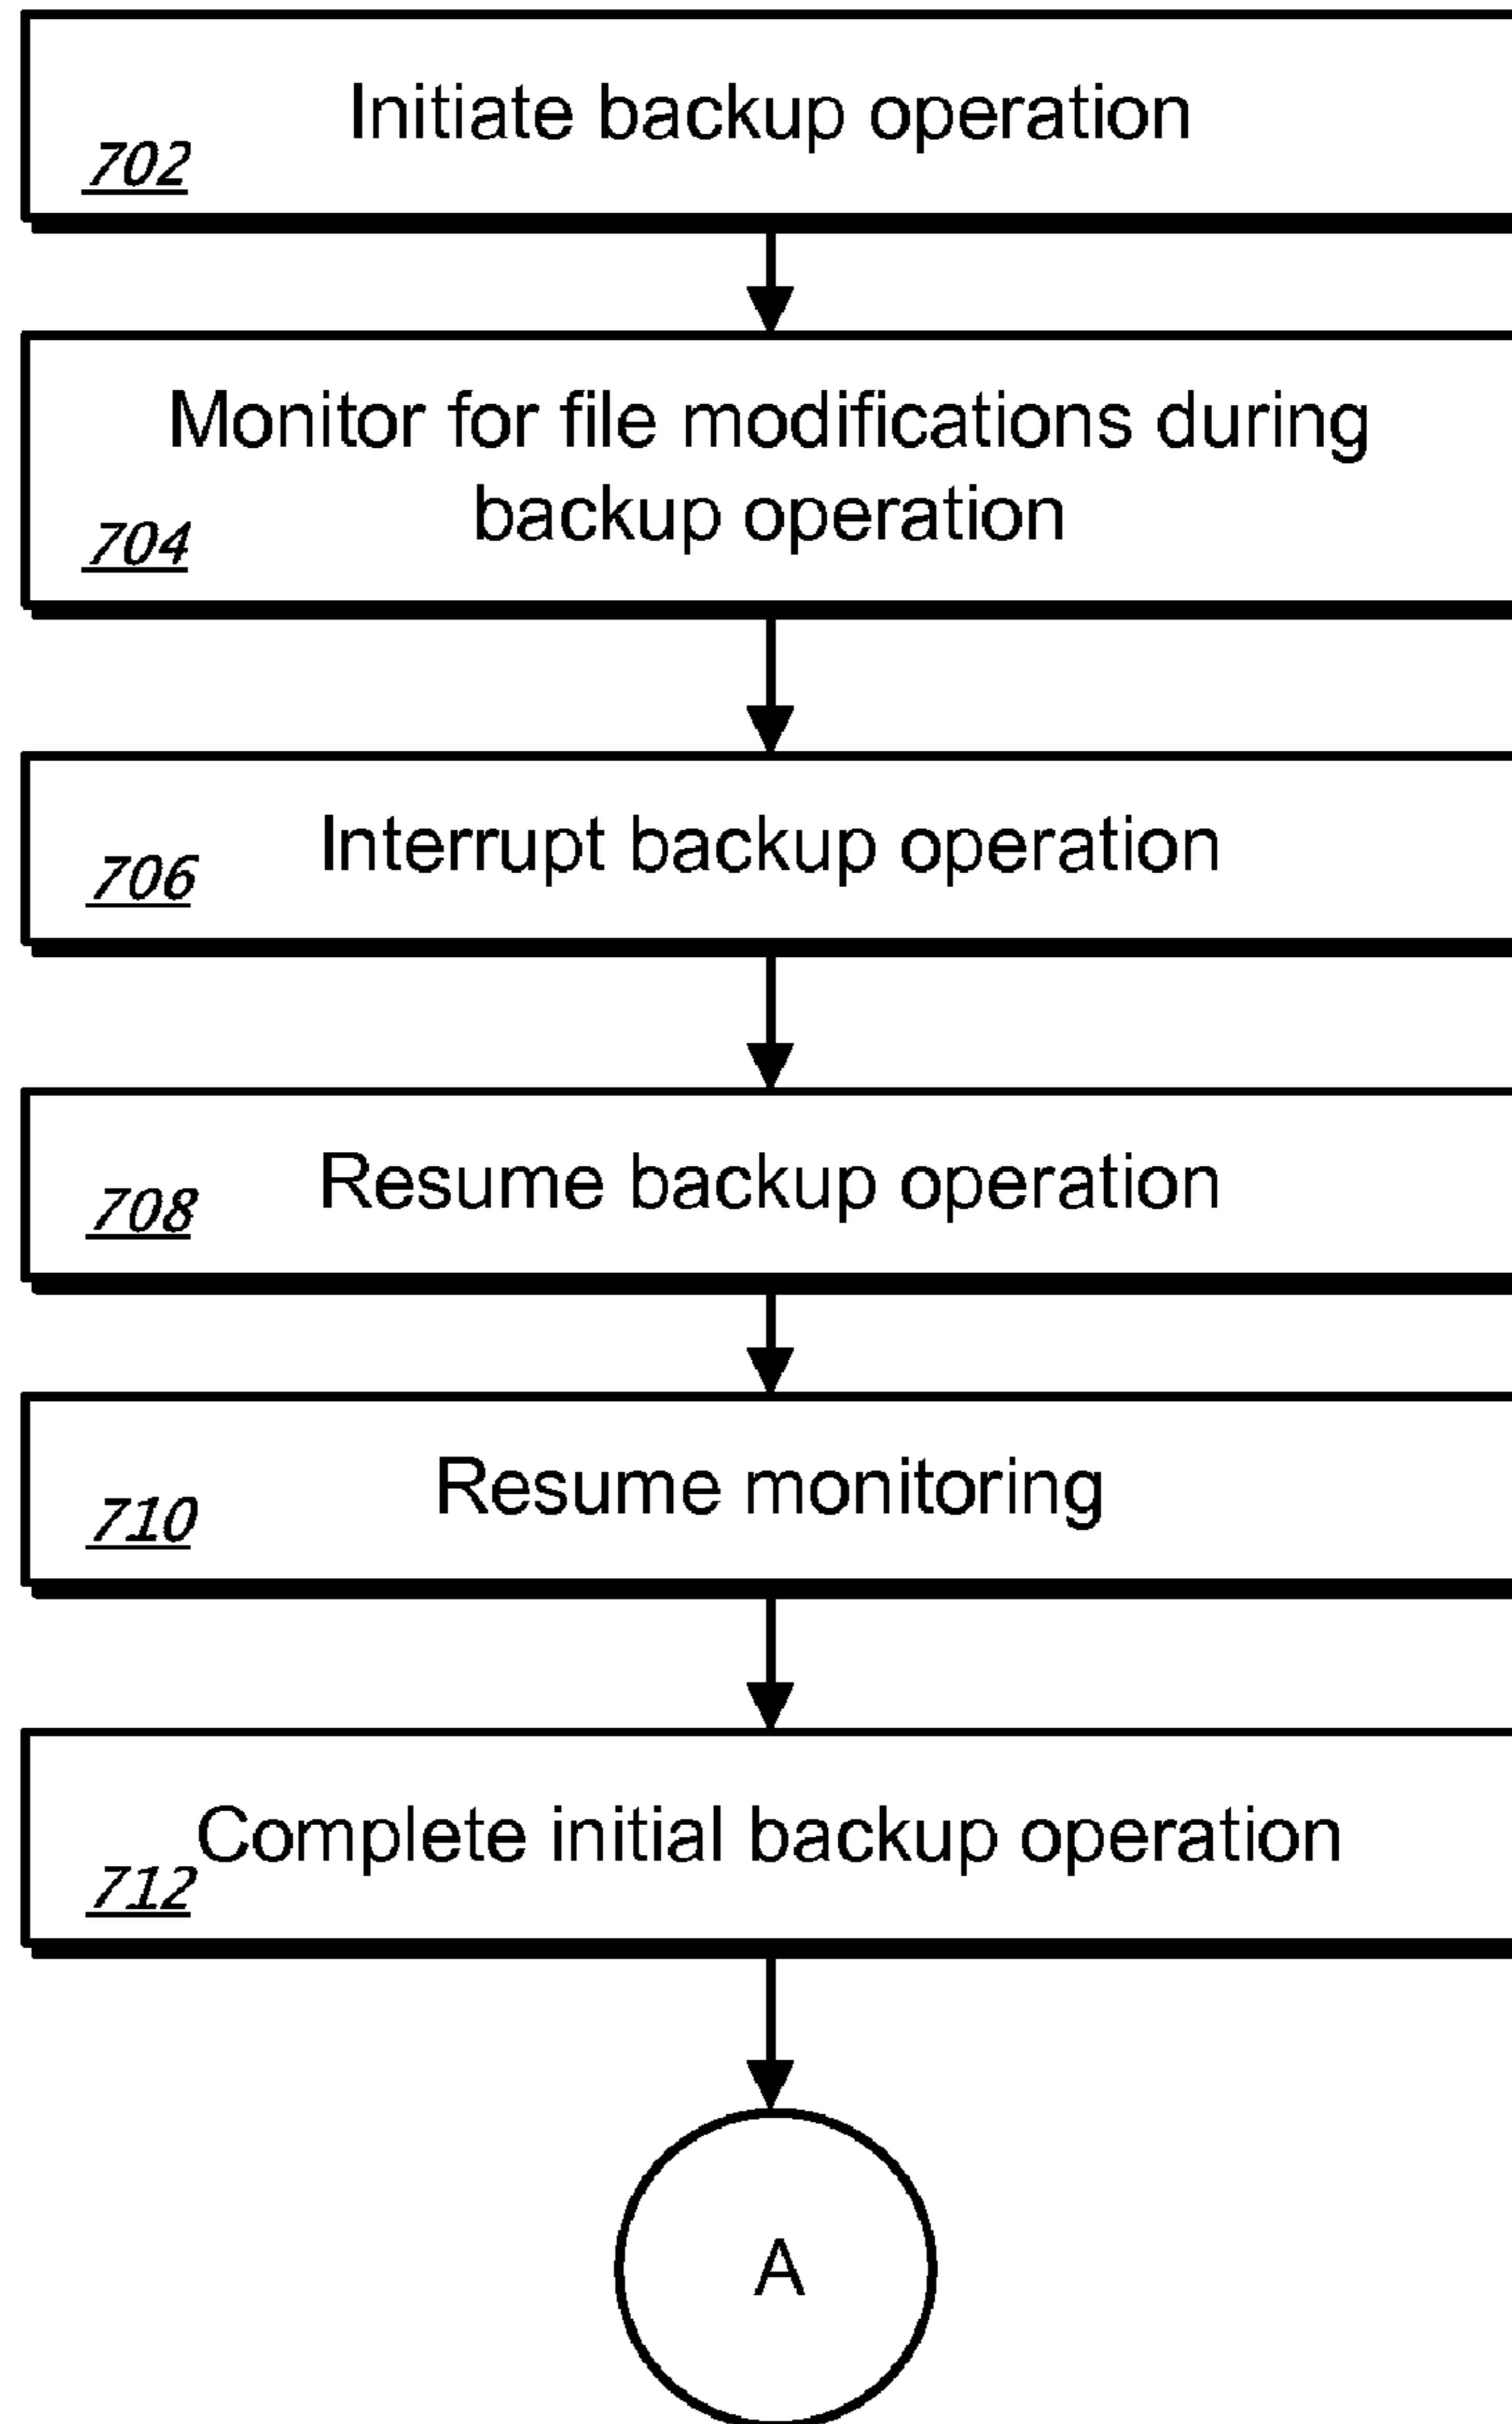 Initiate backup operation
702
Monitor for file modifications during
backup operation
704
Interrupt backup operation
706
Resume backup operation
708
Resume monitoring
710
Complete initial backup operation
712
A